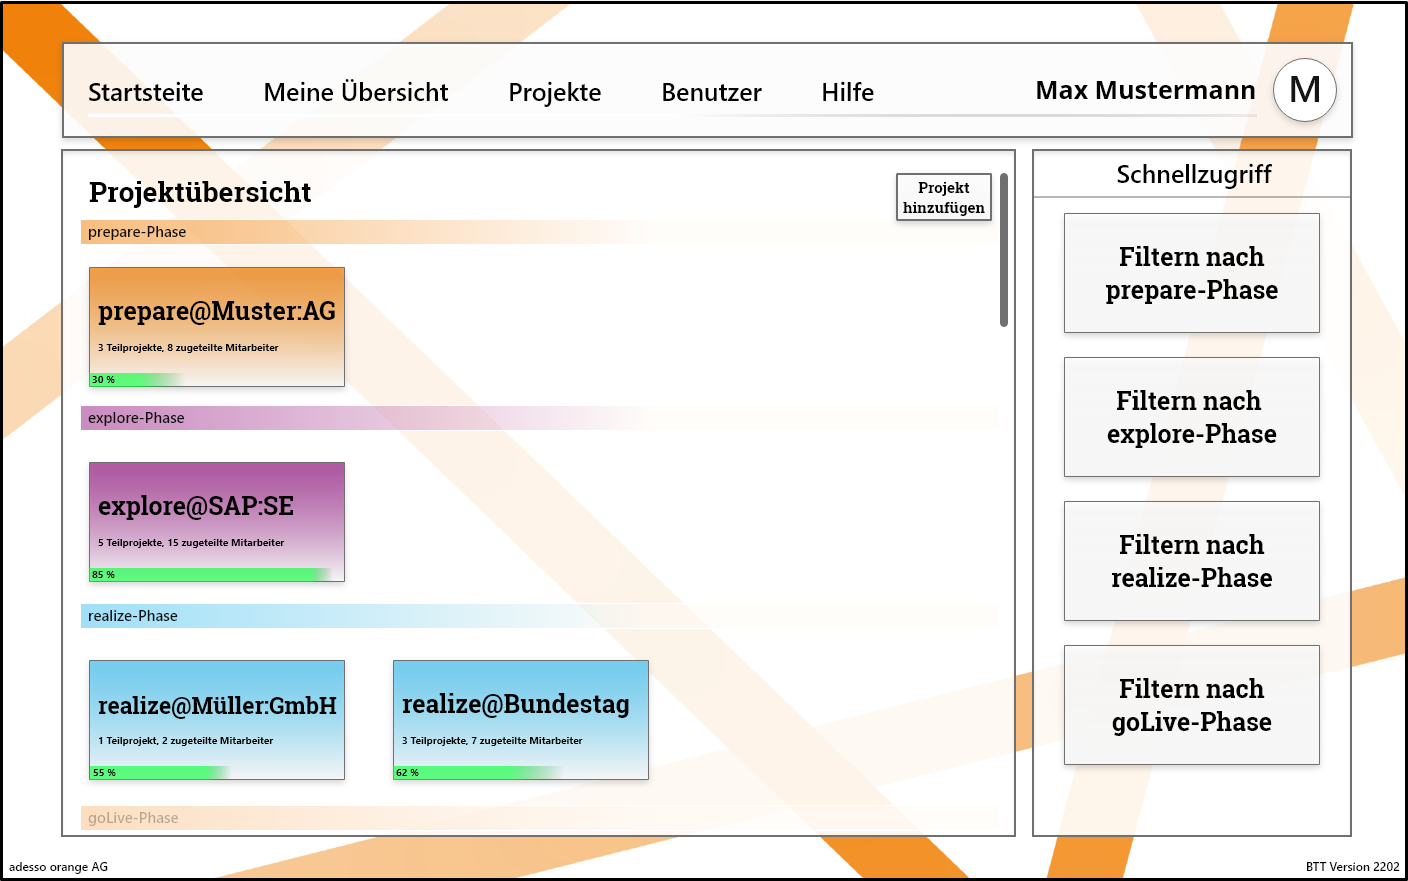 Startsteite
Meine Übersicht
Projekte
Benutzer
Hilfe
Max Mustermann
M
Projektübersicht
Projekt
hinzufügen
prepare-Phase
prepare@Muster:AG
3 Teilprojekte, 8 zugeteilte Mitarbeiter
30 %
explore-Phase
explore@SAP:SE
5 Teilprojekte, 15 zugeteilte Mitarbeiter
85 %
realize-Phase
realize@Müller:GmbH
1 Teilprojekt, 2 zugeteilte Mitarbeiter
55 %
realize@Bundestag
3 Teilprojekte, 7 zugeteilte Mitarbeiter
62 %
goLive-Phase
Schnellzugriff
Filtern nach
prepare-Phase
Filtern nach
explore-Phase
Filtern nach
realize-Phase
Filtern nach
goLive-Phase
adesso orange AG
BTT Version 2202